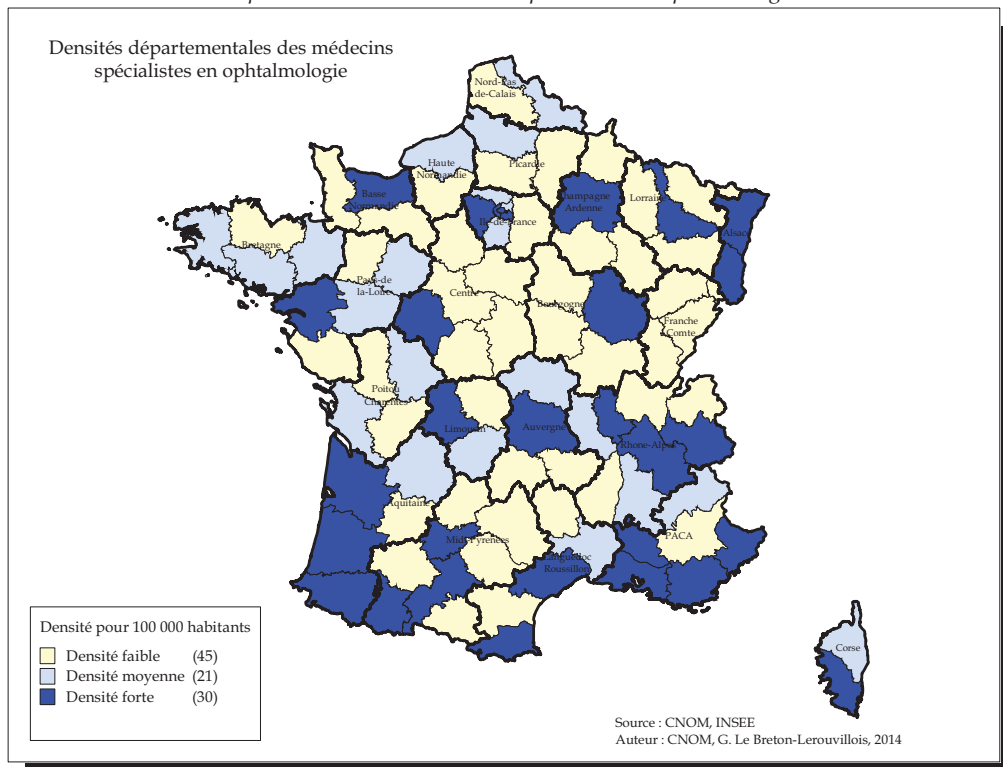 Densités départementales des médecins
spécialistes en ophtalmologie
Nord-Pas
de-Calais
Haute
Normandie
Picardie
Basse
Normandie
Ile-de-France
Champagne
Ardenne
Lorraine
Alsace
Bretagne
Pays-de
la-Loire
Centre
Bourgogne
Franche
Comte
Poitou
Charentes
Limousin
Auvergne
Rhone-Alpes
Aquitaine
Midi-Pyrénées
Languedoc
Roussillon
PACA
Corse
Densité pour 100 000 habitants
Densité faible (45)
Densité moyenne (21)
Densité forte (30)
Source : CNOM, INSEE
Auteur : CNOM, G. Le Breton-Lerouvillois, 2014